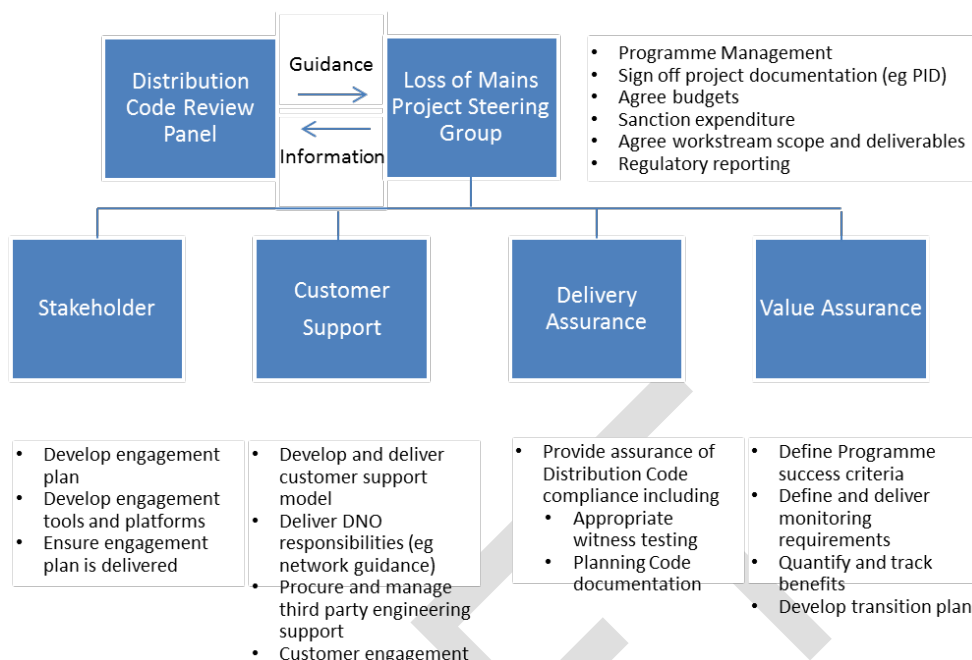 Distribution
Code Review
Panel
Guidance
Information
Loss of Mains
Project Steering
Group
• Programme Management
• Sign off project documentation (eg PID)
• Agree budgets
• Sanction expenditure
• Agree workstream scope and deliverables
• Regulatory reporting
Stakeholder
Customer
Support
Delivery
Assurance
Value Assurance
• Develop engagement
plan
• Develop engagement
tools and platforms
• Ensure engagement
plan is delivered
• Develop and deliver
customer support
model
• Deliver DNO
responsibilities (eg
network guidance)
• Procure and manage
third party engineering
support
• Customer engagement
• Provide assurance of
Distribution Code
compliance including
• Appropriate
witness testing
• Planning Code
documentation
• Define Programme
success criteria
• Define and deliver
monitoring
requirements
• Quantify and track
benefits
• Develop transition plan